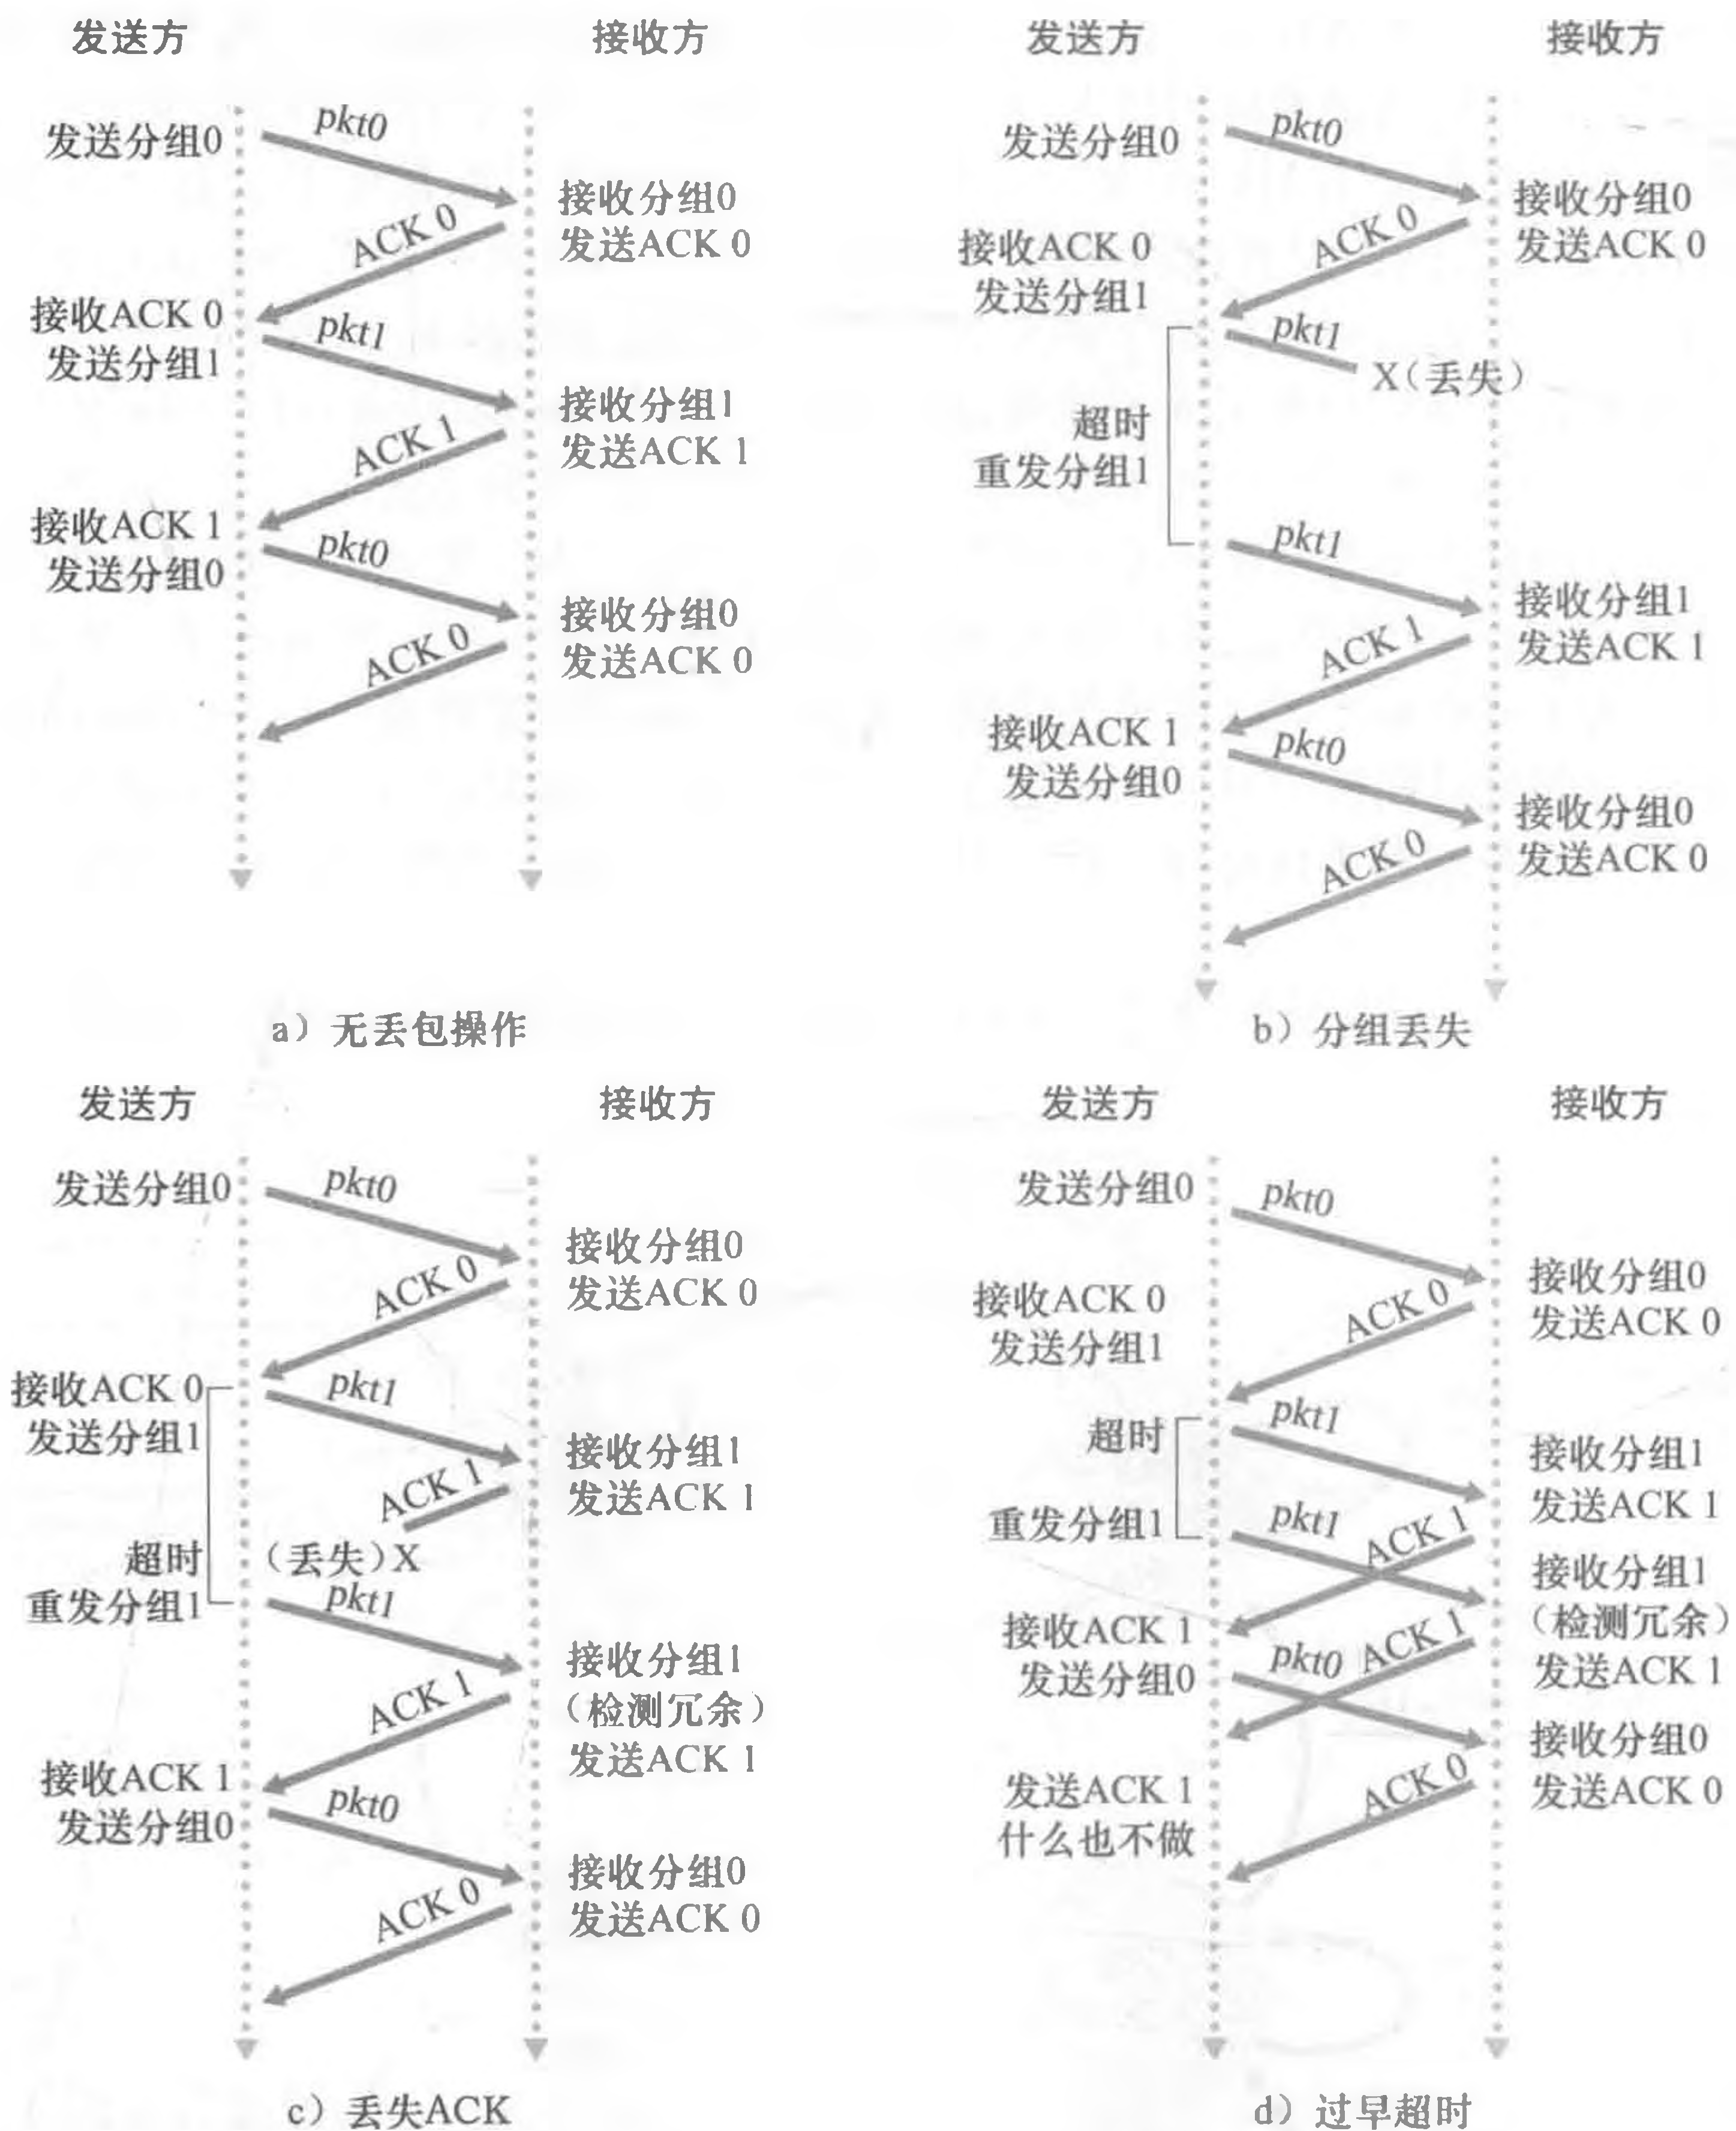 发送方
接收方
发送分组0
pkt0
接收分组0
发送ACK 0
ACK 0
接收ACK 0
发送分组1
pkt1
接收分组1
发送ACK 1
ACK 1
接收ACK 1
发送分组0
pkt0
接收分组0
发送ACK 0
ACK 0
a）无丢包操作
发送方
接收方
发送分组0
pkt0
接收分组0
发送ACK 0
ACK 0
接收ACK 0
发送分组1
pkt1
X（丢失）
超时
重发分组1
pkt1
接收分组1
发送ACK 1
ACK 1
接收ACK 1
发送分组0
pkt0
接收分组0
发送ACK 0
ACK 0
b）分组丢失
发送方
接收方
发送分组0
pkt0
接收分组0
发送ACK 0
ACK 0
接收ACK 0
发送分组1
pkt1
接收分组1
发送ACK 1
ACK 1
（丢失）X
超时
重发分组1
pkt1
接收分组1
（检测冗余）
发送ACK 1
ACK 1
接收ACK 1
发送分组0
pkt0
接收分组0
发送ACK 0
ACK 0
c）丢失ACK
发送方
接收方
发送分组0
pkt0
接收分组0
发送ACK 0
ACK 0
接收ACK 0
发送分组1
pkt1
超时
接收分组1
发送ACK 1
重发分组1
pkt1
ACK 1
接收分组1
（检测冗余）
发送ACK 1
接收ACK 1
发送分组0
pkt0
ACK 1
接收分组0
发送ACK 0
发送ACK 1
什么也不做
ACK 0
d）过早超时